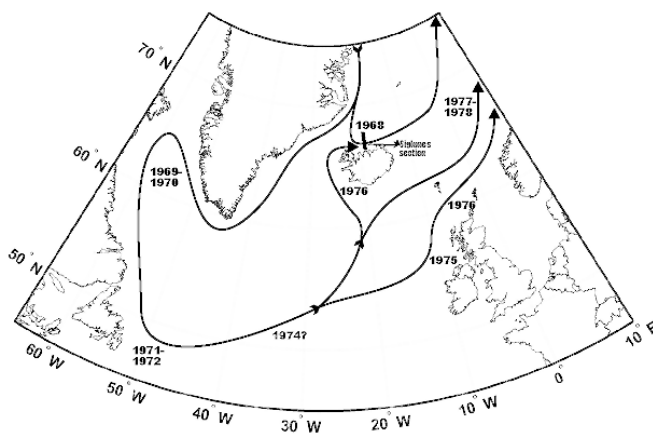 70° N
60° N
50° N
1968
Siglunes
section
1977-
1978
1969-
1970
1976
1976
1975
1974?
1971-
1972
60° W
50° W
40° W
30° W
20° W
10° W
0°
10° E